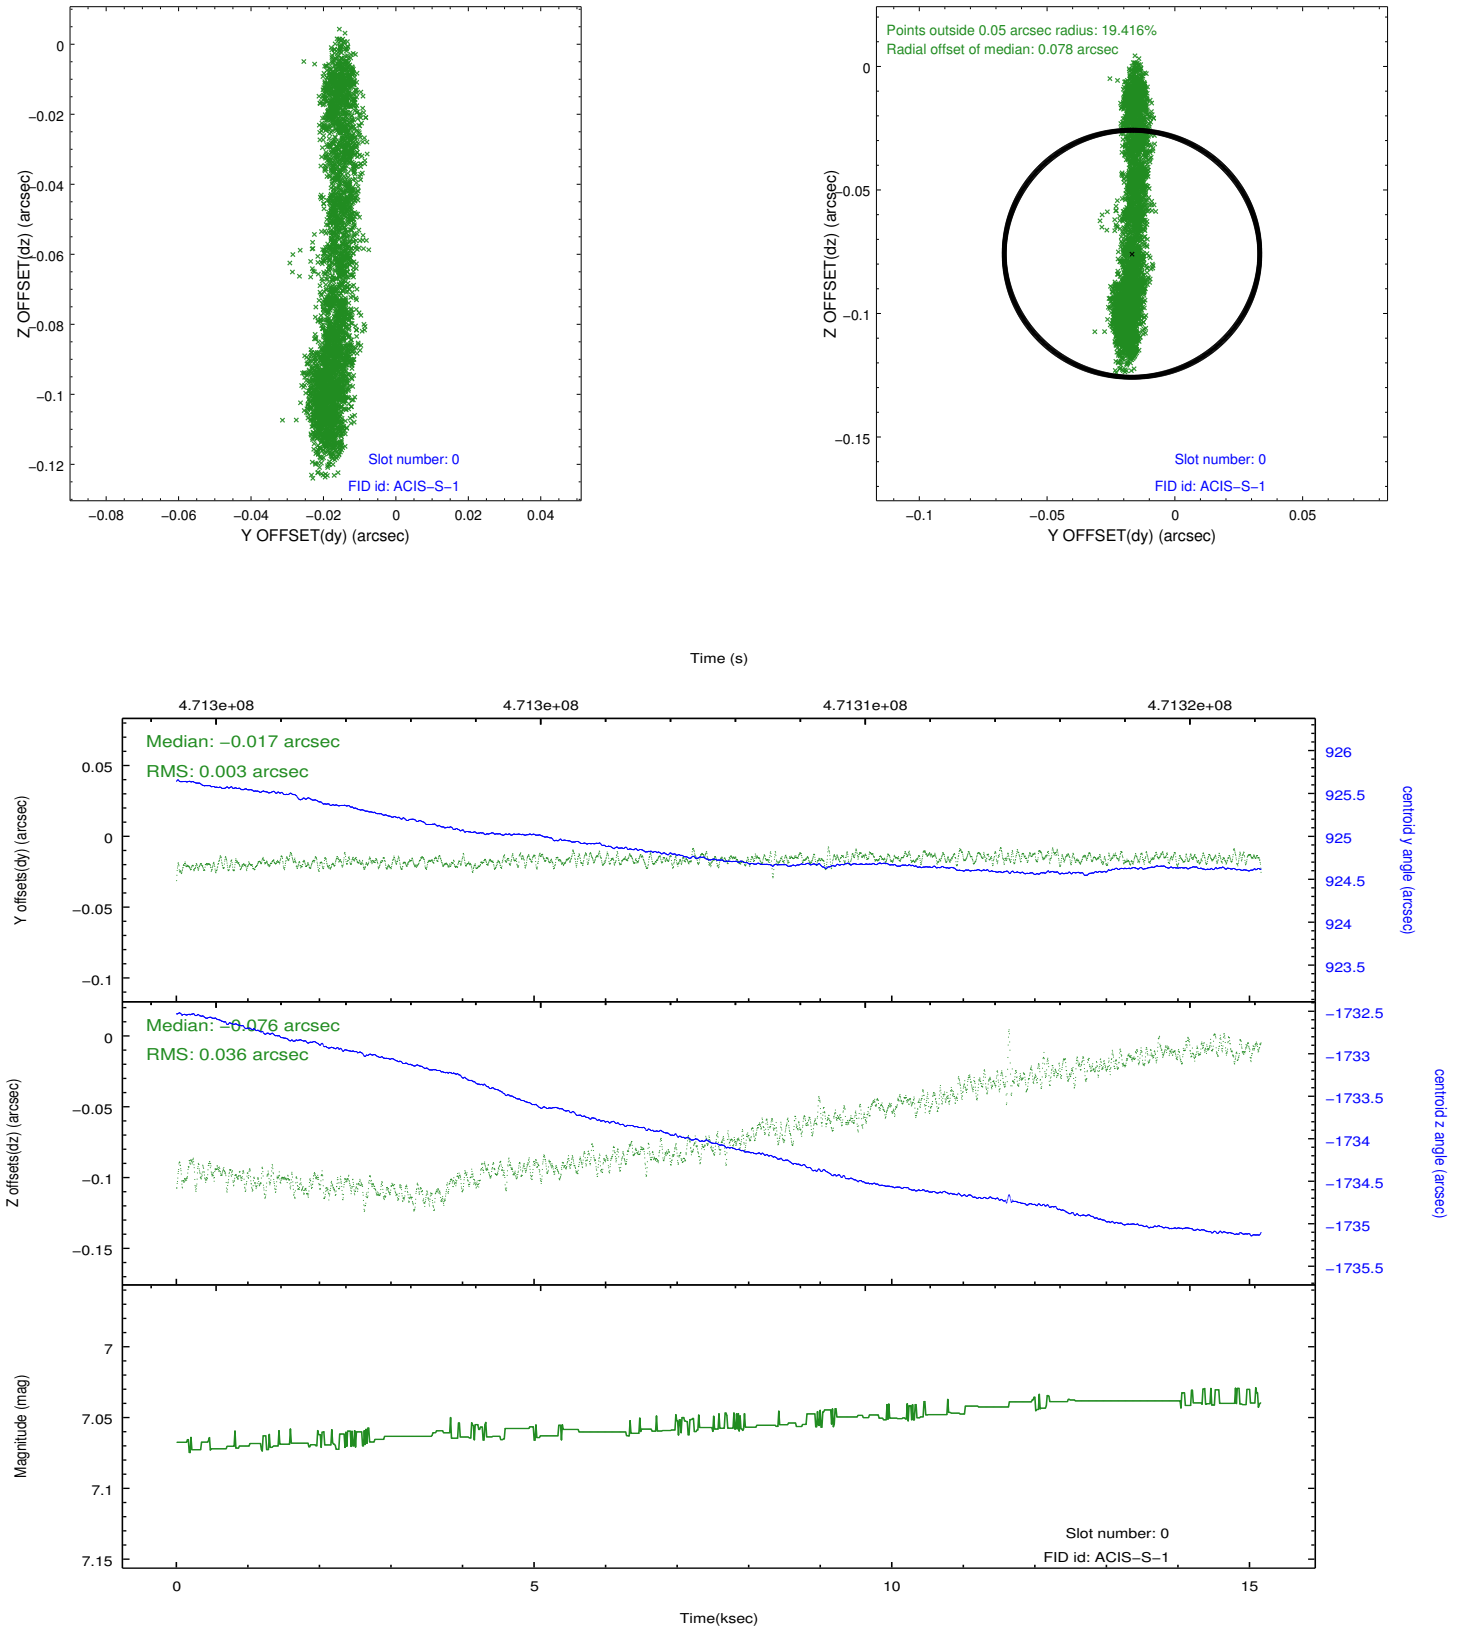 0
−0.02
−0.04
−0.06
−0.08
−0.1
−0.12
Z OFFSET(dz) (arcsec)
Slot number: 0
FID id: ACIS−S−1
−0.08 −0.06 −0.04 −0.02 0 0.02 0.04
Y OFFSET(dy) (arcsec)
Points outside 0.05 arcsec radius: 19.416%
Radial offset of median: 0.078 arcsec
0
−0.05
−0.1
−0.15
Z OFFSET(dz) (arcsec)
Slot number: 0
FID id: ACIS−S−1
−0.1 −0.05 0 0.05
Y OFFSET(dy) (arcsec)
Time (s)
4.713e+08 4.713e+08 4.7131e+08 4.7132e+08
Median: −0.017 arcsec
RMS: 0.003 arcsec
0.05
0
−0.05
−0.1
Y offsets(dy) (arcsec)
926
925.5
925
924.5
924
923.5
centroid y angle (arcsec)
Median: −0.076 arcsec
RMS: 0.036 arcsec
0
−0.05
−0.1
−0.15
Z offsets(dz) (arcsec)
−1732.5
−1733
−1733.5
−1734
−1734.5
−1735
−1735.5
centroid z angle (arcsec)
7
7.05
7.1
7.15
Magnitude (mag)
Slot number: 0
FID id: ACIS−S−1
0 5 10 15
Time(ksec)